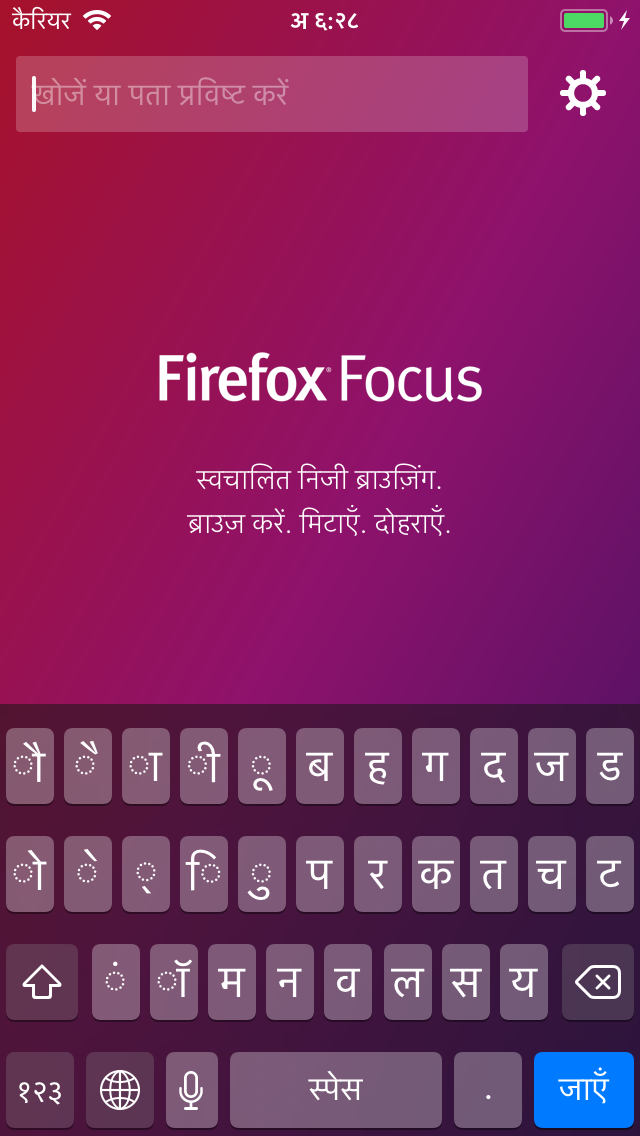 कैरियर अ ६:२८
खोजें या पता प्रविष्ट करें
Firefox® Focus
स्वचालित निजी ब्राउज़िंग.
ब्राउज़ करें. मिटाएँ. दोहराएँ.
ौ ै ा ी ू ब ह ग द ज ड
ो े ् ि ु प र क त च ट
ं ॉ म न व ल स य
१२३ स्पेस . जाएँ